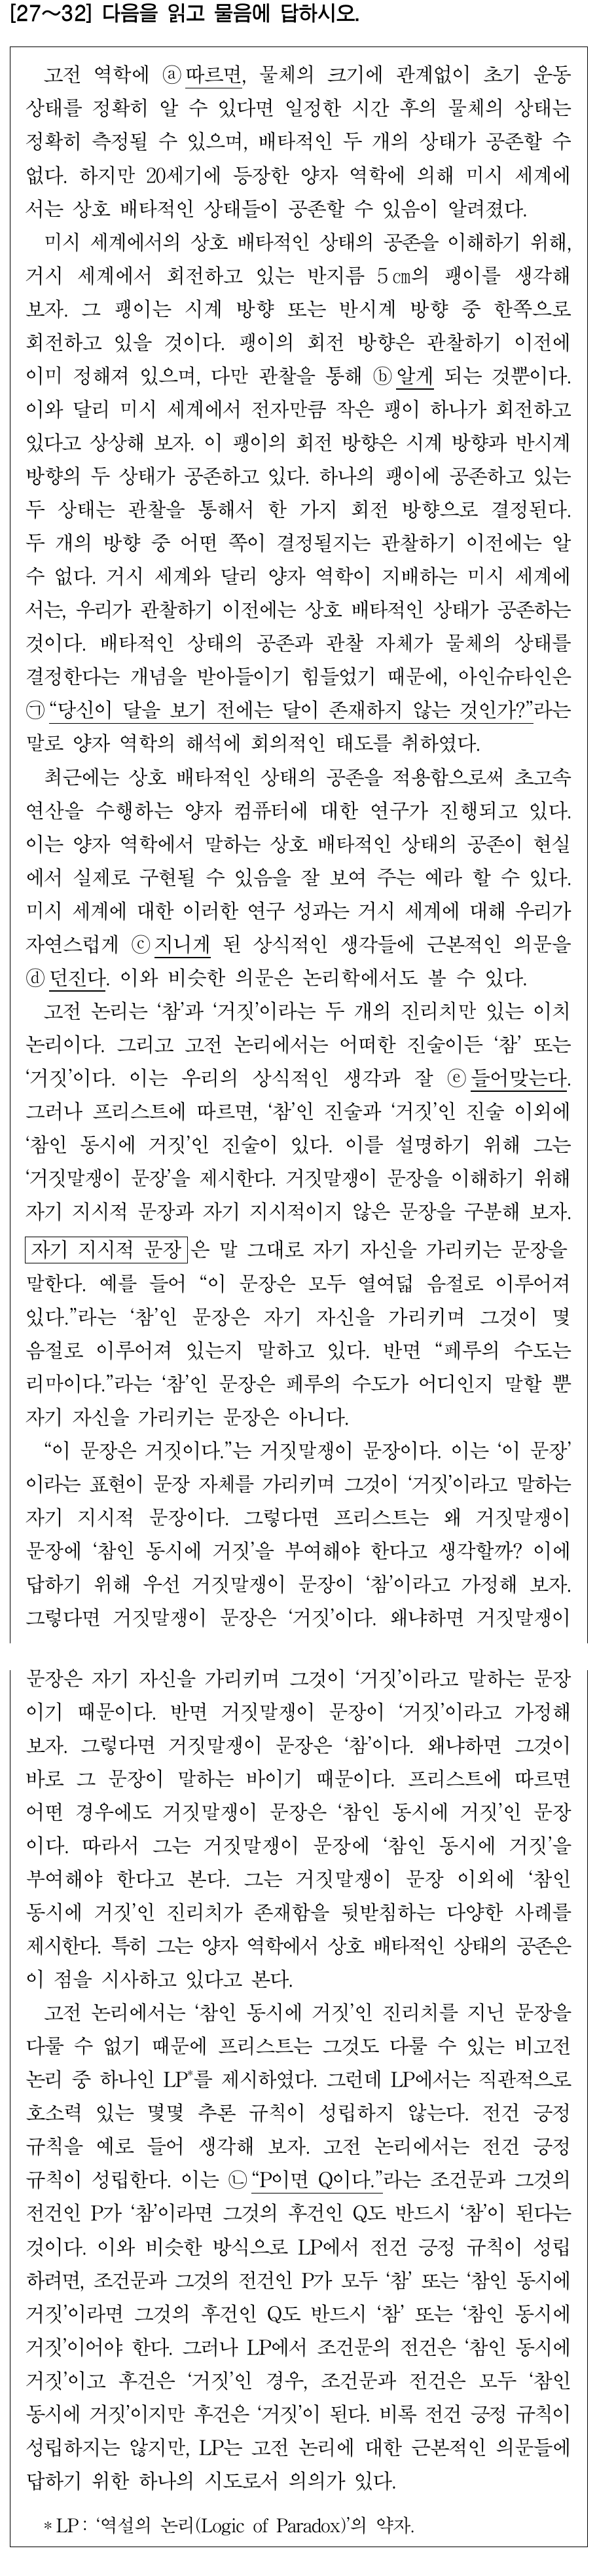 [27～32] 다음을 읽고 물음에 답하시오.
고전 역학에 ⓐ따르면, 물체의 크기에 관계없이 초기 운동
상태를 정확히 알 수 있다면 일정한 시간 후의 물체의 상태는
정확히 측정될 수 있으며, 배타적인 두 개의 상태가 공존할 수
없다. 하지만 20세기에 등장한 양자 역학에 의해 미시 세계에
서는 상호 배타적인 상태들이 공존할 수 있음이 알려졌다.
미시 세계에서의 상호 배타적인 상태의 공존을 이해하기 위해,
거시 세계에서 회전하고 있는 반지름 5㎝의 팽이를 생각해
보자. 그 팽이는 시계 방향 또는 반시계 방향 중 한쪽으로
회전하고 있을 것이다. 팽이의 회전 방향은 관찰하기 이전에
이미 정해져 있으며, 다만 관찰을 통해 ⓑ알게 되는 것뿐이다.
이와 달리 미시 세계에서 전자만큼 작은 팽이 하나가 회전하고
있다고 상상해 보자. 이 팽이의 회전 방향은 시계 방향과 반시계
방향의 두 상태가 공존하고 있다. 하나의 팽이에 공존하고 있는
두 상태는 관찰을 통해서 한 가지 회전 방향으로 결정된다.
두 개의 방향 중 어떤 쪽이 결정될지는 관찰하기 이전에는 알
수 없다. 거시 세계와 달리 양자 역학이 지배하는 미시 세계에
서는, 우리가 관찰하기 이전에는 상호 배타적인 상태가 공존하는
것이다. 배타적인 상태의 공존과 관찰 자체가 물체의 상태를
결정한다는 개념을 받아들이기 힘들었기 때문에, 아인슈타인은
㉠“당신이 달을 보기 전에는 달이 존재하지 않는 것인가?”라는
말로 양자 역학의 해석에 회의적인 태도를 취하였다.
최근에는 상호 배타적인 상태의 공존을 적용함으로써 초고속
연산을 수행하는 양자 컴퓨터에 대한 연구가 진행되고 있다.
이는 양자 역학에서 말하는 상호 배타적인 상태의 공존이 현실
에서 실제로 구현될 수 있음을 잘 보여 주는 예라 할 수 있다.
미시 세계에 대한 이러한 연구 성과는 거시 세계에 대해 우리가
자연스럽게 ⓒ지니게 된 상식적인 생각들에 근본적인 의문을
ⓓ던진다. 이와 비슷한 의문은 논리학에서도 볼 수 있다.
고전 논리는 ‘참’과 ‘거짓’이라는 두 개의 진리치만 있는 이치
논리이다. 그리고 고전 논리에서는 어떠한 진술이든 ‘참’ 또는
‘거짓’이다. 이는 우리의 상식적인 생각과 잘 ⓔ들어맞는다.
그러나 프리스트에 따르면, ‘참’인 진술과 ‘거짓’인 진술 이외에
‘참인 동시에 거짓’인 진술이 있다. 이를 설명하기 위해 그는
‘거짓말쟁이 문장’을 제시한다. 거짓말쟁이 문장을 이해하기 위해
자기 지시적 문장과 자기 지시적이지 않은 문장을 구분해 보자.
자기 지시적 문장은 말 그대로 자기 자신을 가리키는 문장을
말한다. 예를 들어 “이 문장은 모두 열여덟 음절로 이루어져
있다.”라는 ‘참’인 문장은 자기 자신을 가리키며 그것이 몇
음절로 이루어져 있는지 말하고 있다. 반면 “페루의 수도는
리마이다.”라는 ‘참’인 문장은 페루의 수도가 어디인지 말할 뿐
자기 자신을 가리키는 문장은 아니다.
“이 문장은 거짓이다.”는 거짓말쟁이 문장이다. 이는 ‘이 문장’
이라는 표현이 문장 자체를 가리키며 그것이 ‘거짓’이라고 말하는
자기 지시적 문장이다. 그렇다면 프리스트는 왜 거짓말쟁이
문장에 ‘참인 동시에 거짓’을 부여해야 한다고 생각할까? 이에
답하기 위해 우선 거짓말쟁이 문장이 ‘참’이라고 가정해 보자.
그렇다면 거짓말쟁이 문장은 ‘거짓’이다. 왜냐하면 거짓말쟁이
문장은 자기 자신을 가리키며 그것이 ‘거짓’이라고 말하는 문장
이기 때문이다. 반면 거짓말쟁이 문장이 ‘거짓’이라고 가정해
보자. 그렇다면 거짓말쟁이 문장은 ‘참’이다. 왜냐하면 그것이
바로 그 문장이 말하는 바이기 때문이다. 프리스트에 따르면
어떤 경우에도 거짓말쟁이 문장은 ‘참인 동시에 거짓’인 문장
이다. 따라서 그는 거짓말쟁이 문장에 ‘참인 동시에 거짓’을
부여해야 한다고 본다. 그는 거짓말쟁이 문장 이외에 ‘참인
동시에 거짓’인 진리치가 존재함을 뒷받침하는 다양한 사례를
제시한다. 특히 그는 양자 역학에서 상호 배타적인 상태의 공존은
이 점을 시사하고 있다고 본다.
고전 논리에서는 ‘참인 동시에 거짓’인 진리치를 지닌 문장을
다룰 수 없기 때문에 프리스트는 그것도 다룰 수 있는 비고전
논리 중 하나인 LP*를 제시하였다. 그런데 LP에서는 직관적으로
호소력 있는 몇몇 추론 규칙이 성립하지 않는다. 전건 긍정
규칙을 예로 들어 생각해 보자. 고전 논리에서는 전건 긍정
규칙이 성립한다. 이는 ㉡“P이면 Q이다.”라는 조건문과 그것의
전건인 P가 ‘참’이라면 그것의 후건인 Q도 반드시 ‘참’이 된다는
것이다. 이와 비슷한 방식으로 LP에서 전건 긍정 규칙이 성립
하려면, 조건문과 그것의 전건인 P가 모두 ‘참’ 또는 ‘참인 동시에
거짓’이라면 그것의 후건인 Q도 반드시 ‘참’ 또는 ‘참인 동시에
거짓’이어야 한다. 그러나 LP에서 조건문의 전건은 ‘참인 동시에
거짓’이고 후건은 ‘거짓’인 경우, 조건문과 전건은 모두 ‘참인
동시에 거짓’이지만 후건은 ‘거짓’이 된다. 비록 전건 긍정 규칙이
성립하지는 않지만, LP는 고전 논리에 대한 근본적인 의문들에
답하기 위한 하나의 시도로서 의의가 있다.
* LP : ‘역설의 논리(Logic of Paradox)’의 약자.